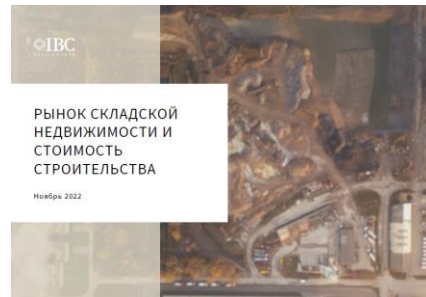 IBC
РЫНОК СКЛАДСКОЙ
НЕДВИЖИМОСТИ И
СТОИМОСТЬ
СТРОИТЕЛЬСТВА
Ноябрь 2022